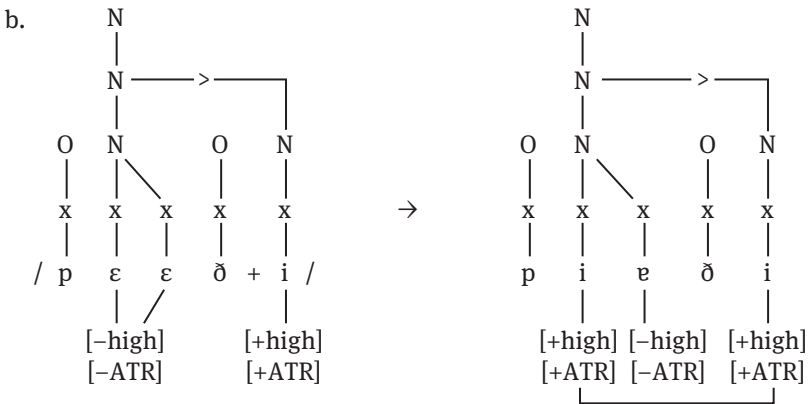 b. N N
N > N > N
O N O N O N O N
x x x x x → x x x x x
/ p ɛ ɛ ð + i / p i ɐ ð i
[–high] [+high] [+high] [–high] [+high]
[–ATR] [+ATR] [+ATR] [–ATR] [+ATR]